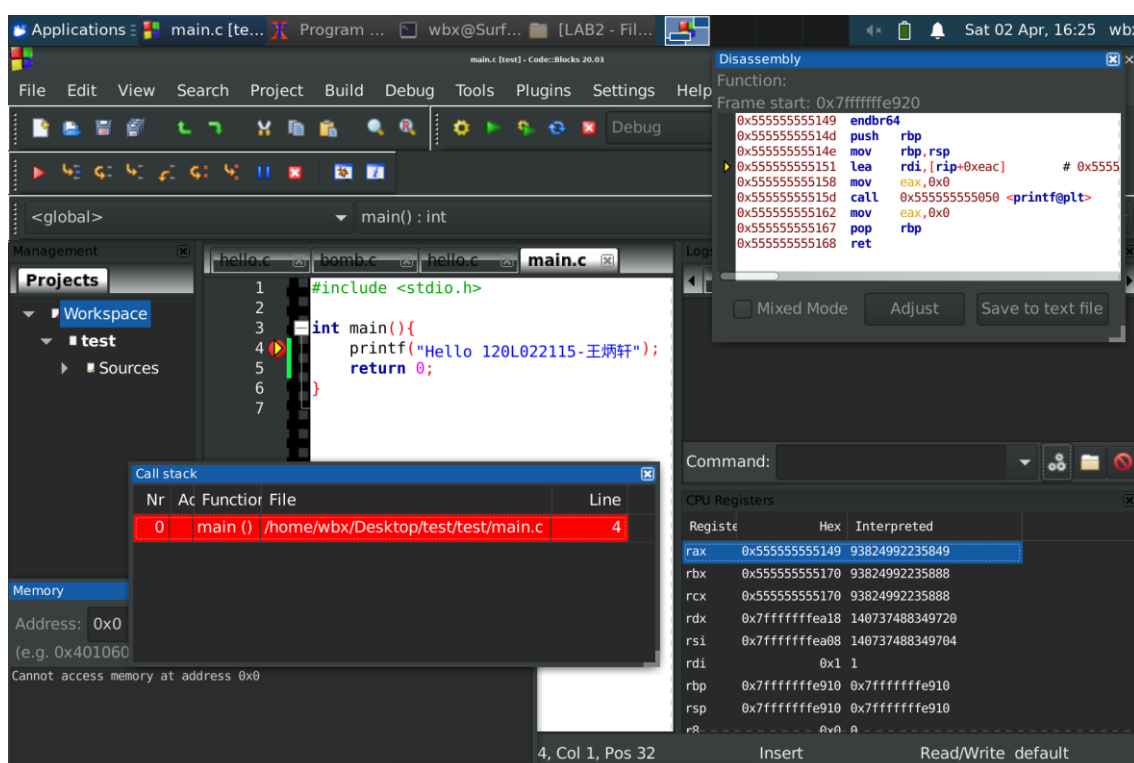 Applications main.c [te... Program ... wbx@Surf... [LAB2 - Fil... Sat 02 Apr, 16:25 wbx
main.c [test] - Code::Blocks 20.03
File Edit View Search Project Build Debug Tools Plugins Settings Help
Debug
<global> main() : int
Disassembly
Function:
Frame start: 0x7fffffffe920
0x555555555149 endbr64
0x55555555514d push rbp
0x55555555514e mov rbp,rsp
0x555555555151 lea rdi,[rip+0xeac] # 0x5555
0x555555555158 mov eax,0x0
0x55555555515d call 0x555555555050 <printf@plt>
0x555555555162 mov eax,0x0
0x555555555167 pop rbp
0x555555555168 ret
Mixed Mode Adjust Save to text file
Management
Projects
Workspace
test
Sources
hello.c bomb.c hello.c main.c
1 #include <stdio.h>
2
3 int main(){
4 printf("Hello 120L022115-王炳轩");
5 return 0;
6 }
7
Logs
Command:
Call stack
Nr Ac Function File Line
0 main () /home/wbx/Desktop/test/test/main.c 4
Memory
Address: 0x0
(e.g. 0x401060
Cannot access memory at address 0x0
CPU Registers
Registe Hex Interpreted
rax 0x555555555149 93824992235849
rbx 0x555555555170 93824992235888
rcx 0x555555555170 93824992235888
rdx 0x7fffffffea18 140737488349720
rsi 0x7fffffffea08 140737488349704
rdi 0x1 1
rbp 0x7fffffffe910 0x7fffffffe910
rsp 0x7fffffffe910 0x7fffffffe910
r8 0x0 0
4, Col 1, Pos 32 Insert Read/Write default